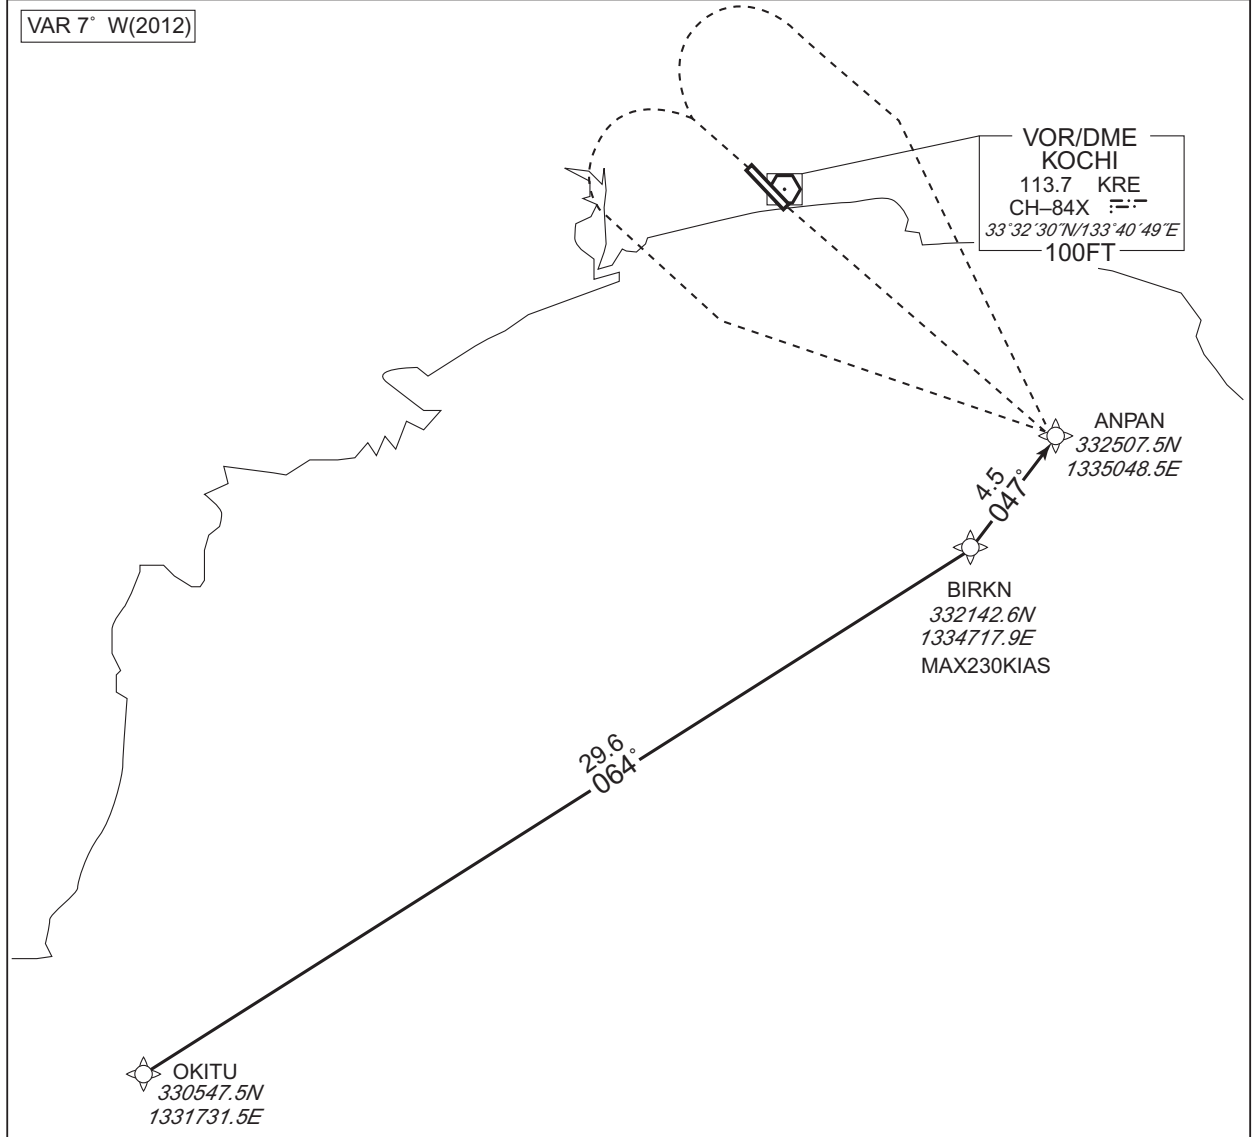 VAR 7° W(2012)
VOR/DME
KOCHI
113.7 KRE
CH–84X
33°32′30″N/133°40′49″E
100FT
ANPAN
332507.5N
1335048.5E
4.5
047°
BIRKN
332142.6N
1334717.9E
MAX230KIAS
29.6
064°
OKITU
330547.5N
1331731.5E